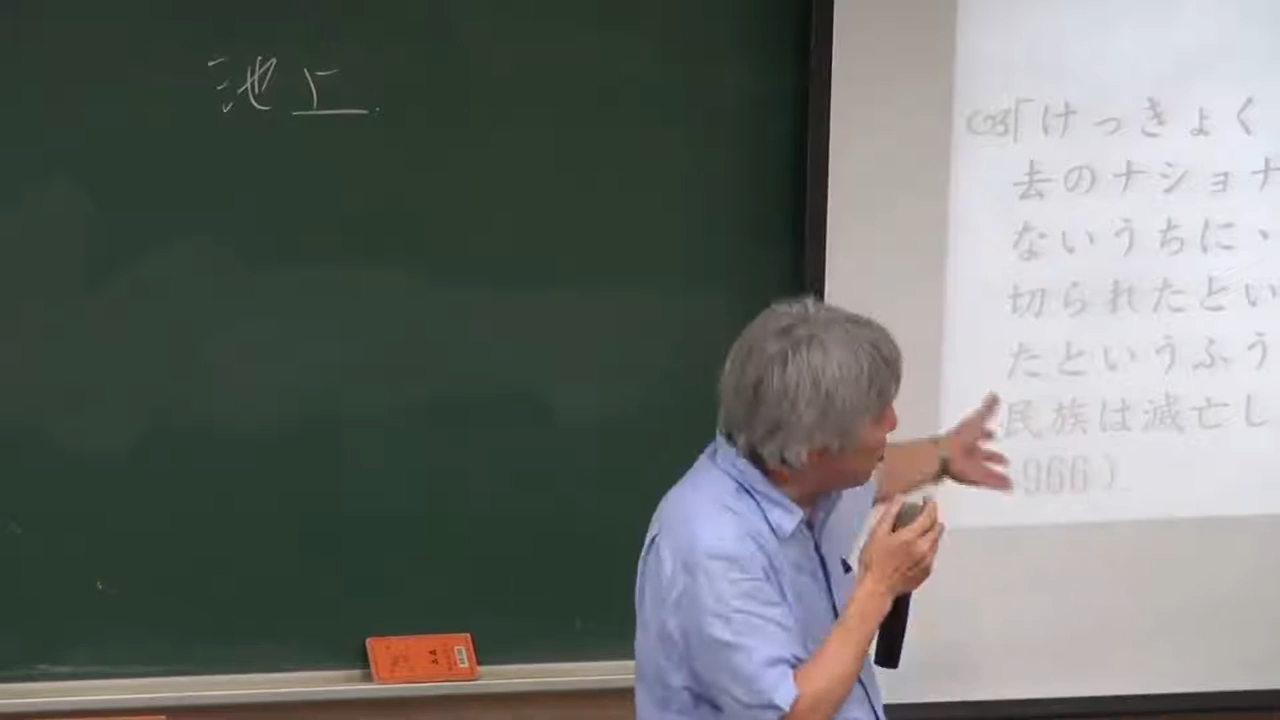 池上
「けっきょく
去のナショナ
ないうちに、
切られたとい
たというふう
民族は滅亡し
966)